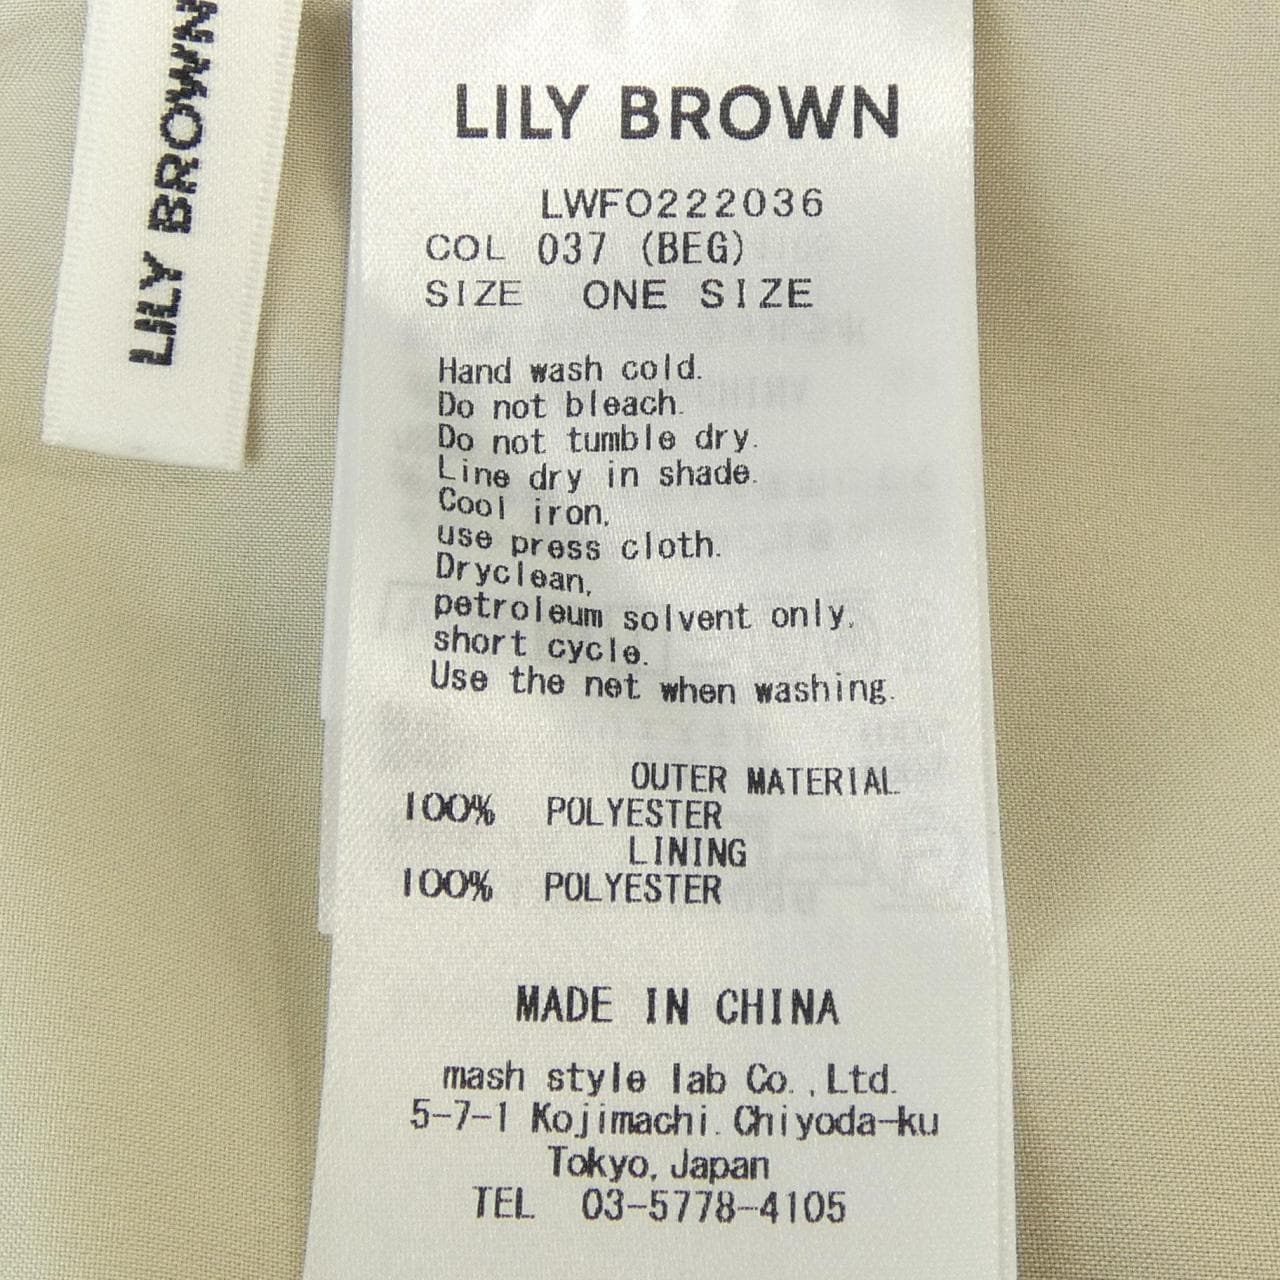 LILY BROWN
LILY BROWN
LWFO222036
COL 037 (BEG)
SIZE ONE SIZE
Hand wash cold.
Do not bleach.
Do not tumble dry.
Line dry in shade.
Cool iron,
use press cloth.
Dryclean,
petroleum solvent only,
short cycle.
Use the net when washing.
OUTER MATERIAL
100% POLYESTER
LINING
100% POLYESTER
MADE IN CHINA
mash style lab Co.,Ltd.
5-7-1 Kojimachi.Chiyoda-ku
Tokyo,Japan
TEL 03-5778-4105